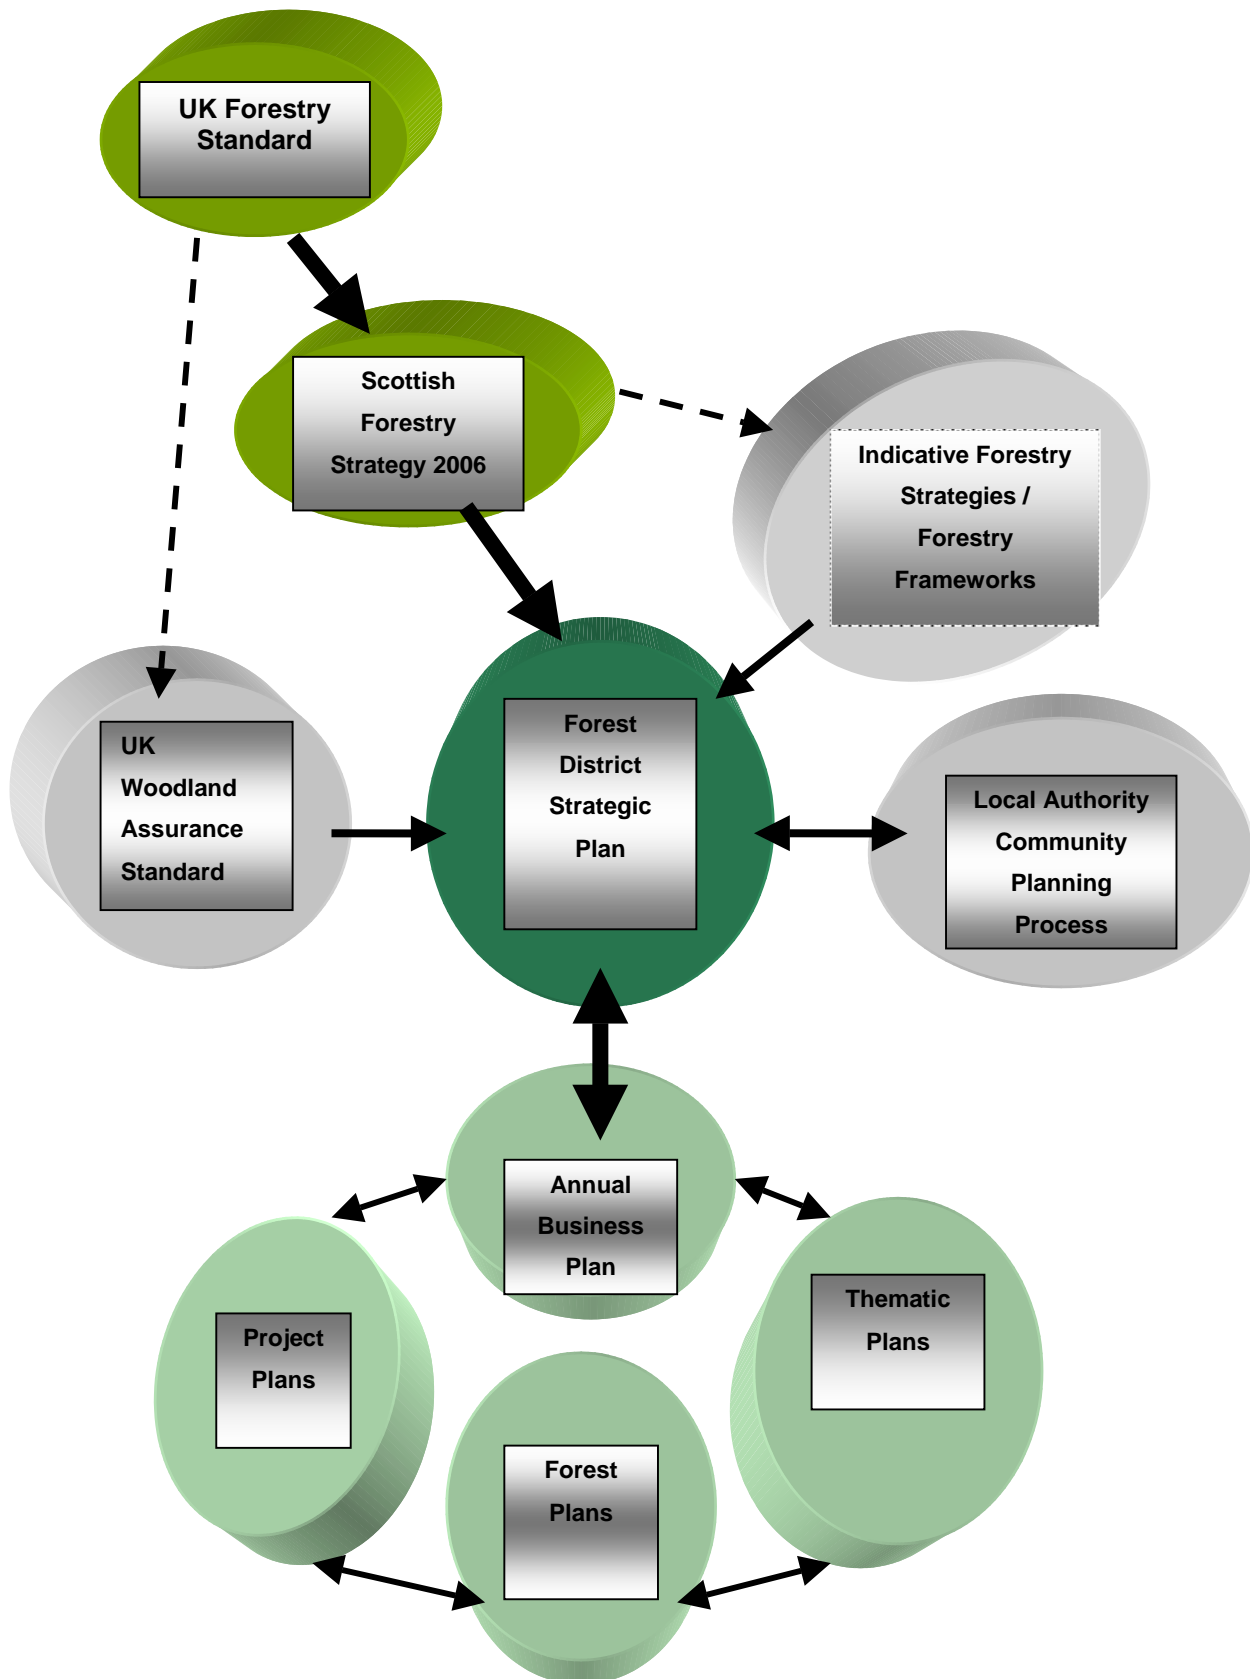 UK Forestry
Standard
Scottish
Forestry
Strategy 2006
Indicative Forestry
Strategies /
Forestry
Frameworks
UK
Woodland
Assurance
Standard
Forest
District
Strategic
Plan
Local Authority
Community
Planning
Process
Annual
Business
Plan
Project
Plans
Thematic
Plans
Forest
Plans